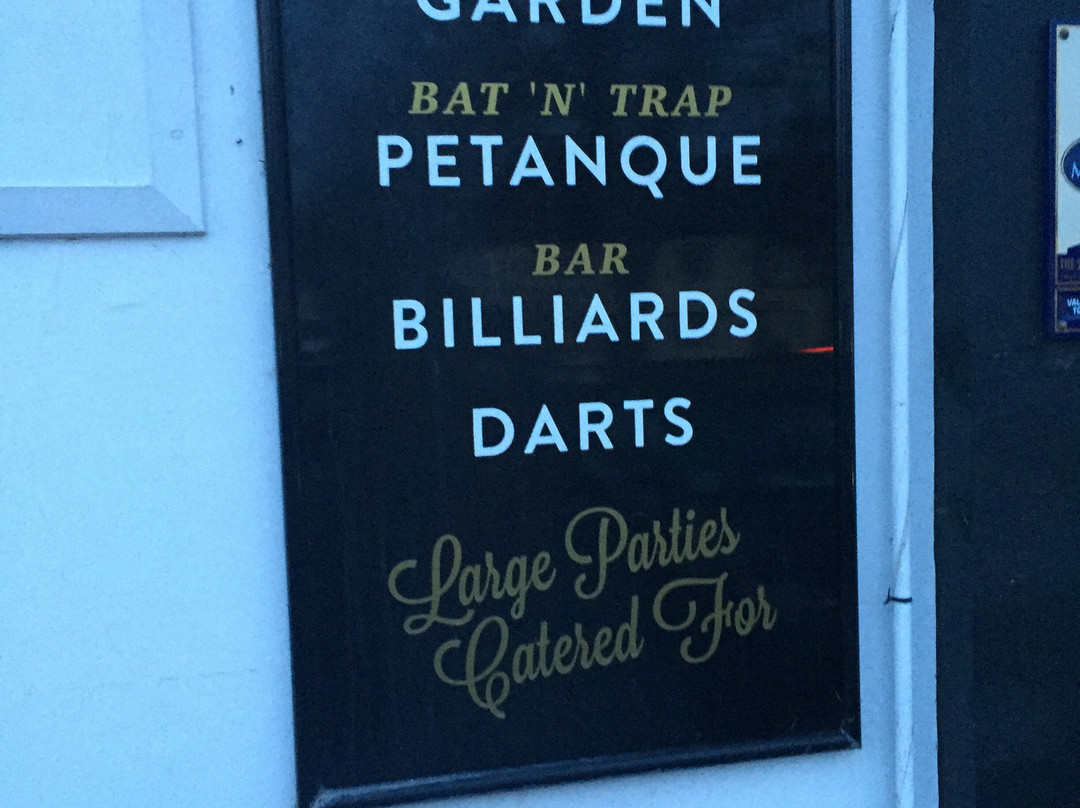 GARDEN
BAT 'N' TRAP
PETANQUE
BAR
BILLIARDS
DARTS
Large Parties
Catered For